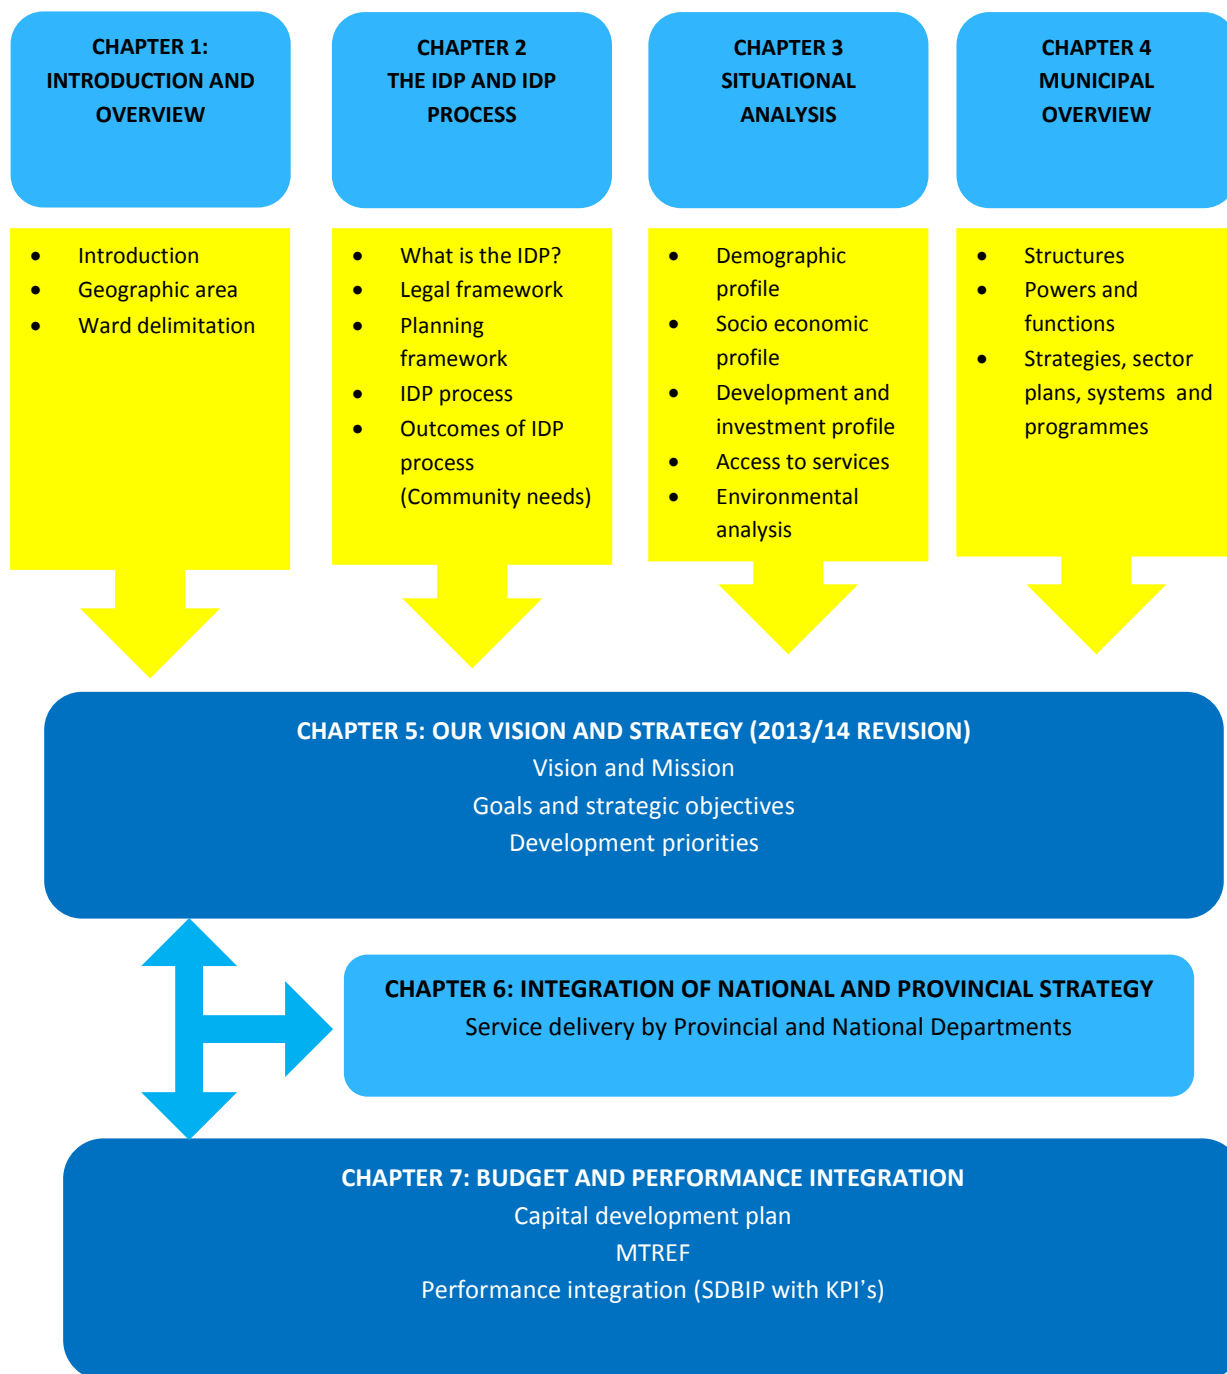 CHAPTER 1:
INTRODUCTION AND
OVERVIEW
CHAPTER 2
THE IDP AND IDP
PROCESS
CHAPTER 3
SITUATIONAL
ANALYSIS
CHAPTER 4
MUNICIPAL
OVERVIEW
• Introduction
• Geographic area
• Ward delimitation
• What is the IDP?
• Legal framework
• Planning
framework
• IDP process
• Outcomes of IDP
process
(Community needs)
• Demographic
profile
• Socio economic
profile
• Development and
investment profile
• Access to services
• Environmental
analysis
• Structures
• Powers and
functions
• Strategies, sector
plans, systems and
programmes
CHAPTER 5: OUR VISION AND STRATEGY (2013/14 REVISION)
Vision and Mission
Goals and strategic objectives
Development priorities
CHAPTER 6: INTEGRATION OF NATIONAL AND PROVINCIAL STRATEGY
Service delivery by Provincial and National Departments
CHAPTER 7: BUDGET AND PERFORMANCE INTEGRATION
Capital development plan
MTREF
Performance integration (SDBIP with KPI's)